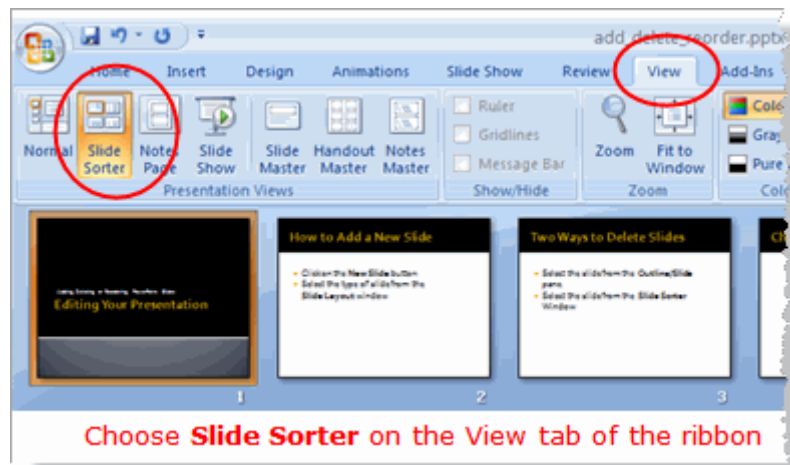 add_delete_reorder.pptx
Home Insert Design Animations Slide Show Review View Add-Ins
Normal Slide Sorter Notes Page Slide Show Slide Master Handout Master Notes Master
Presentation Views
Ruler
Gridlines
Message Bar
Show/Hide
Zoom Fit to Window
Zoom
Colo
Gray
Pure
Colo
Editing Your Presentation
1
How to Add a New Slide
Click on the New Slide button
Select the type of slide from the
Slide Layout window
2
Two Ways to Delete Slides
Select the slide from the Outline/Slide
pane
Select the slide from the Slide Sorter
Window
3
Ch
Choose Slide Sorter on the View tab of the ribbon